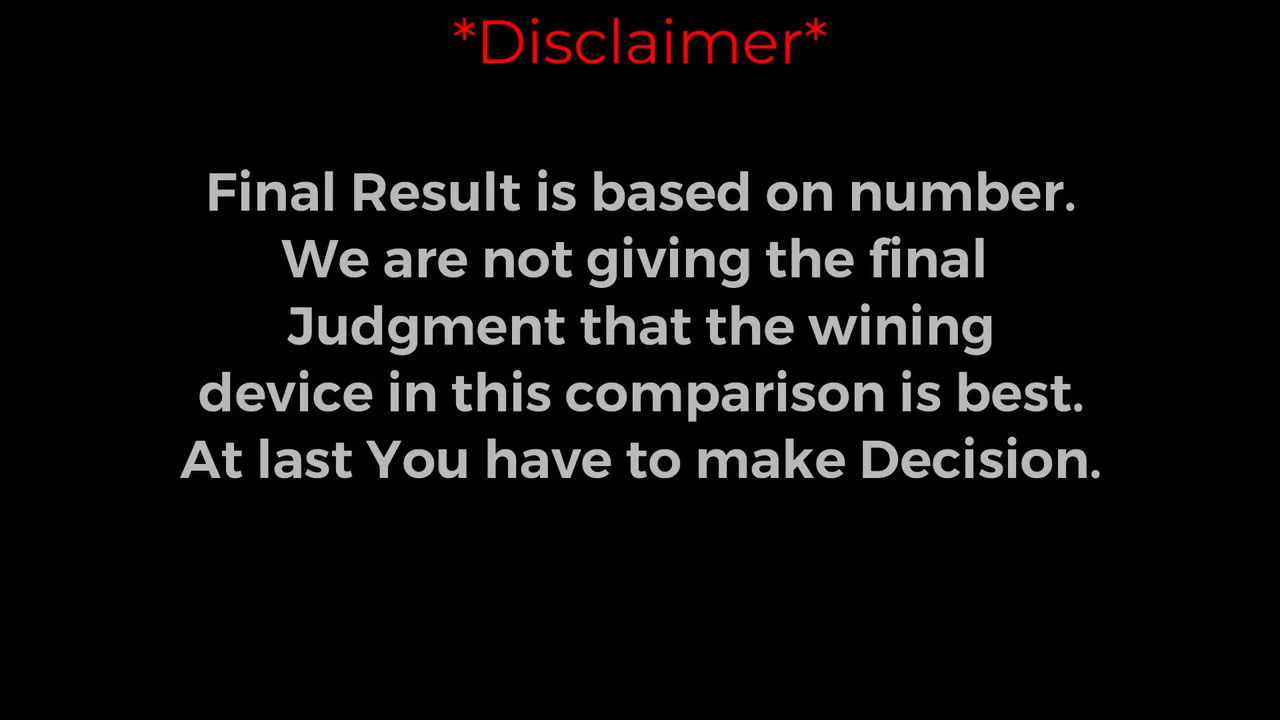 *Disclaimer*
Final Result is based on number.
We are not giving the final
Judgment that the wining
device in this comparison is best.
At last You have to make Decision.